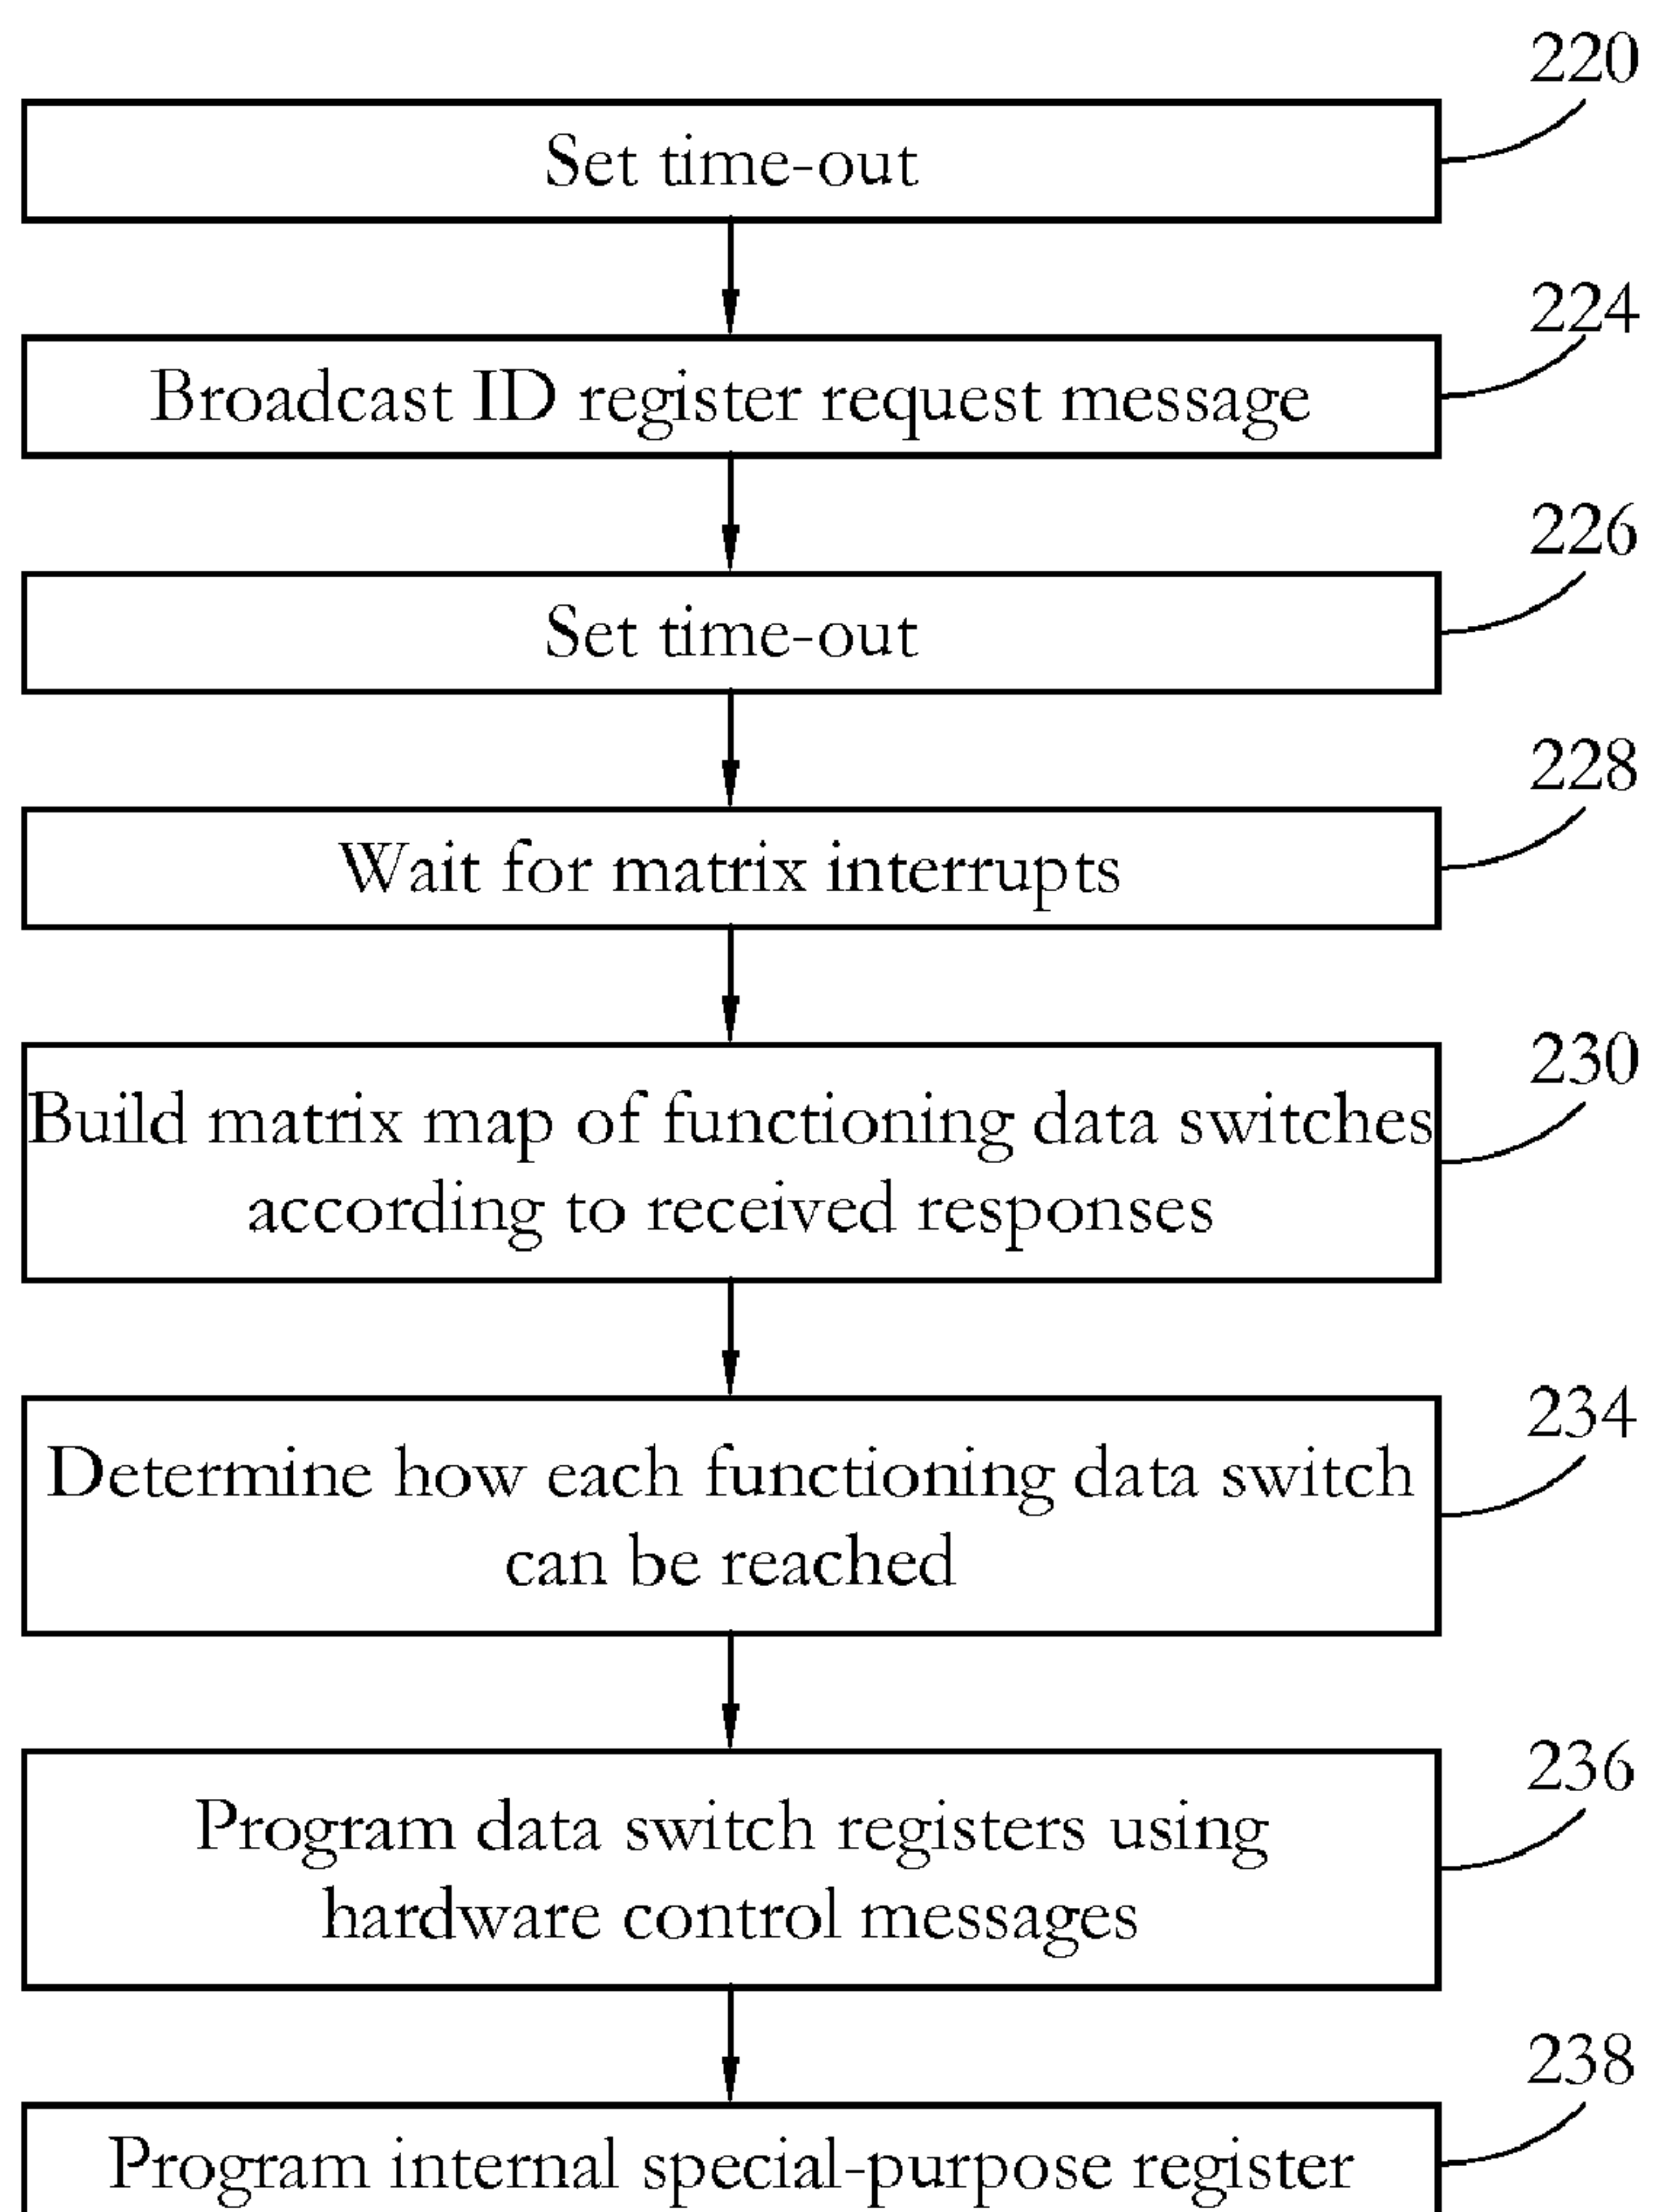 220
Set time-out
224
Broadcast ID register request message
226
Set time-out
228
Wait for matrix interrupts
230
Build matrix map of functioning data switches
according to received responses
234
Determine how each functioning data switch
can be reached
236
Program data switch registers using
hardware control messages
238
Program internal special-purpose register